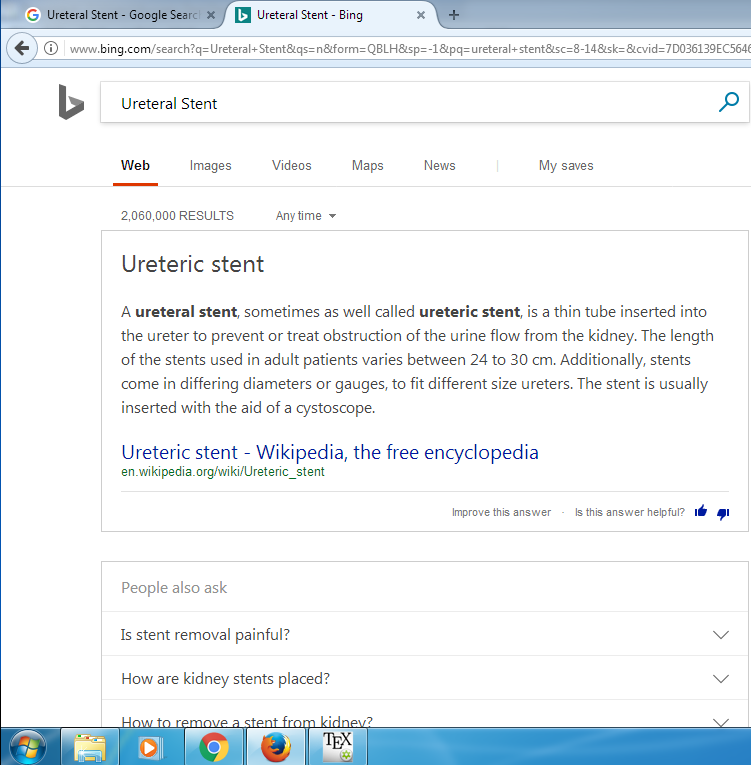 Ureteral Stent - Google Searc
Ureteral Stent - Bing
www.bing.com/search?q=Ureteral+Stent&qs=n&form=QBLH&sp=-1&pq=ureteral+stent&sc=8-14&sk=&cvid=7D036139EC5646
Ureteral Stent
Web Images Videos Maps News My saves
2,060,000 RESULTS Any time
Ureteric stent
A ureteral stent, sometimes as well called ureteric stent, is a thin tube inserted into
the ureter to prevent or treat obstruction of the urine flow from the kidney. The length
of the stents used in adult patients varies between 24 to 30 cm. Additionally, stents
come in differing diameters or gauges, to fit different size ureters. The stent is usually
inserted with the aid of a cystoscope.
Ureteric stent - Wikipedia, the free encyclopedia
en.wikipedia.org/wiki/Ureteric_stent
Improve this answer · Is this answer helpful?
People also ask
Is stent removal painful?
How are kidney stents placed?
How to remove a stent from kidney?
TEX